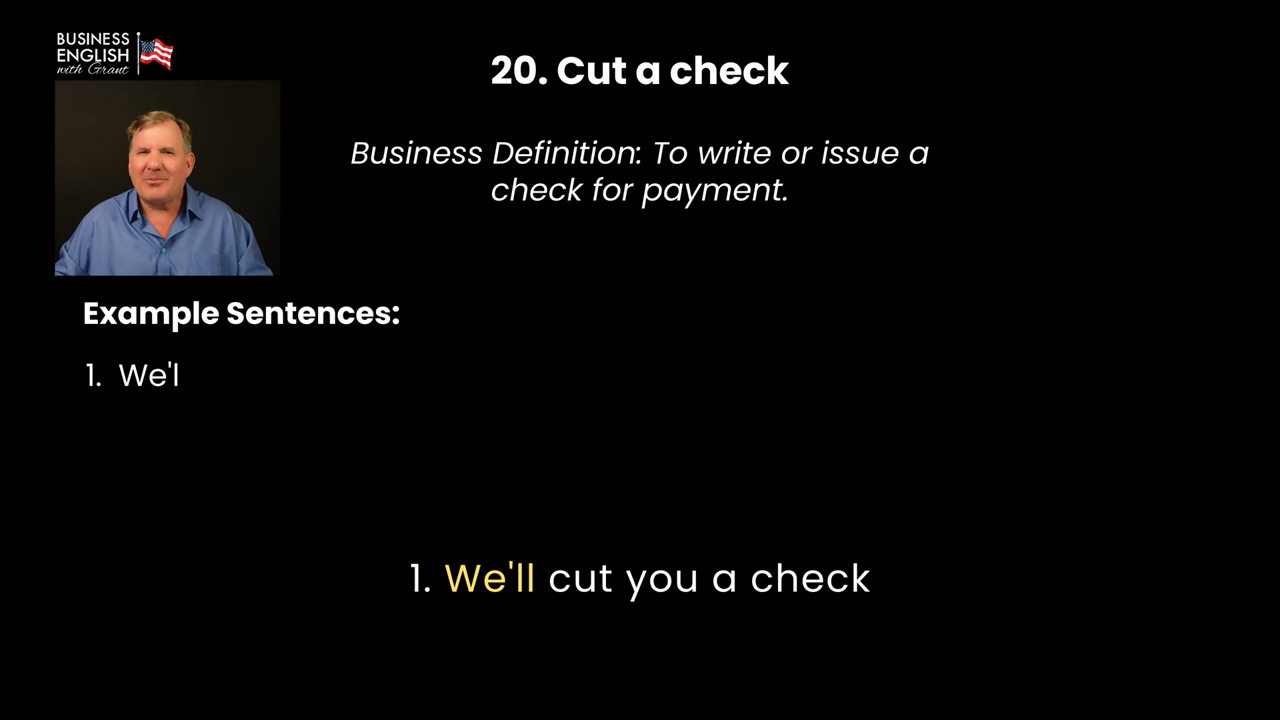 BUSINESS
ENGLISH
with Grant
20. Cut a check
Business Definition: To write or issue a
check for payment.
Example Sentences:
1. We'l
1. We'll cut you a check